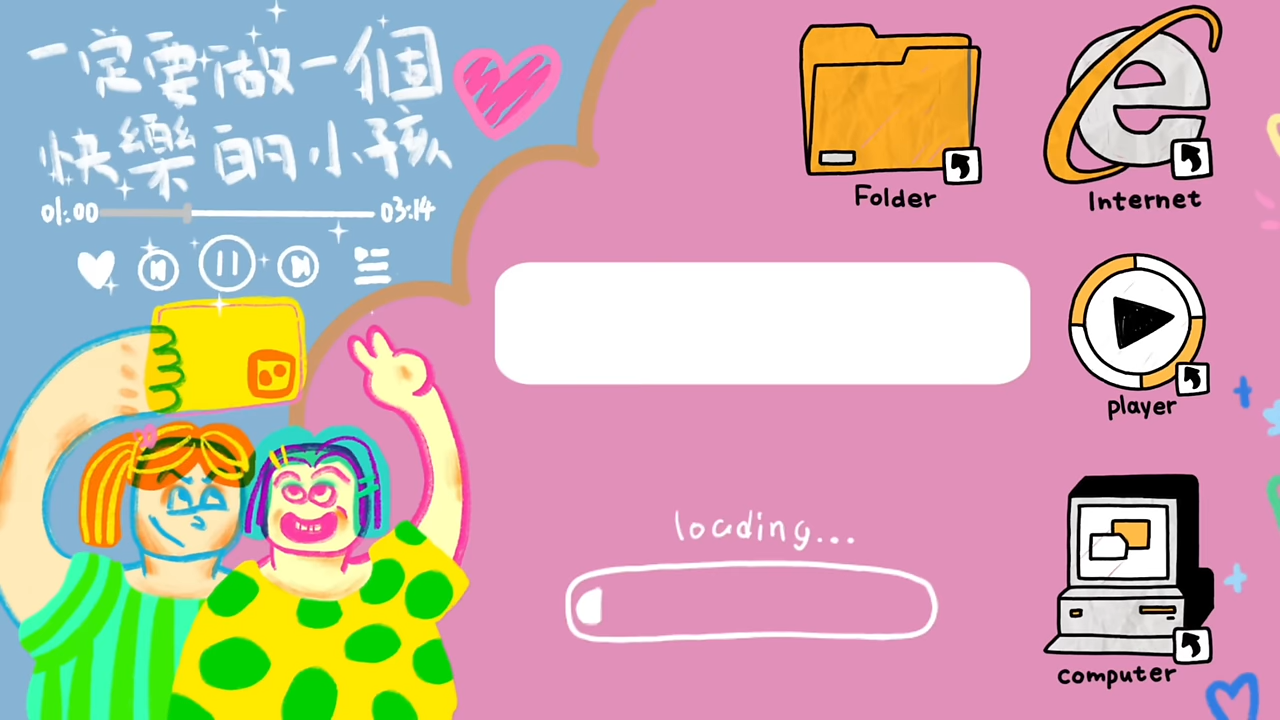 一定要做一個
快樂的小孩
01:00 03:14
Folder
Internet
player
loading...
computer